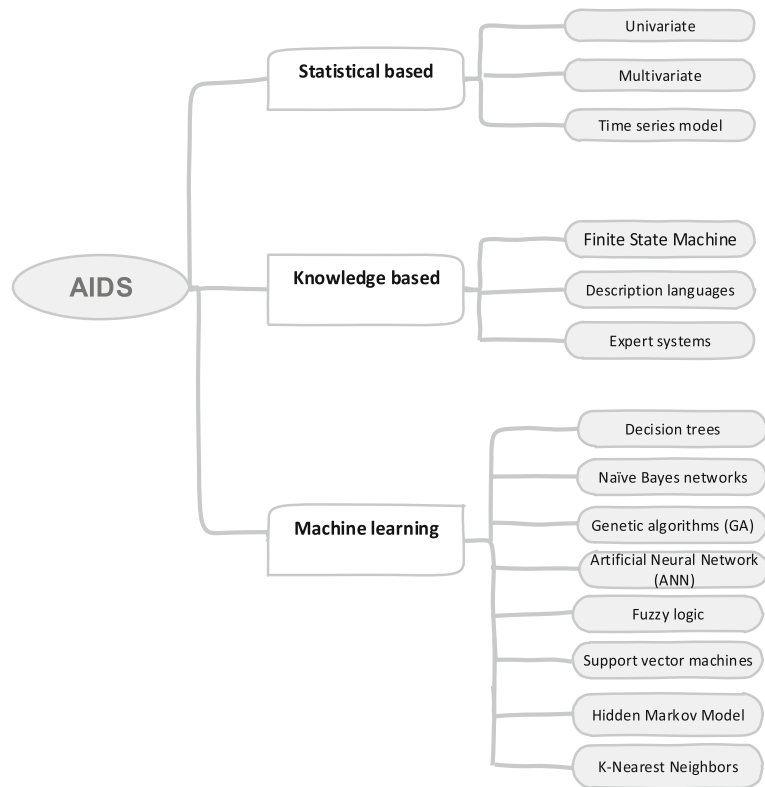 AIDS
Statistical based
Univariate
Multivariate
Time series model
Knowledge based
Finite State Machine
Description languages
Expert systems
Machine learning
Decision trees
Naïve Bayes networks
Genetic algorithms (GA)
Artificial Neural Network
(ANN)
Fuzzy logic
Support vector machines
Hidden Markov Model
K-Nearest Neighbors